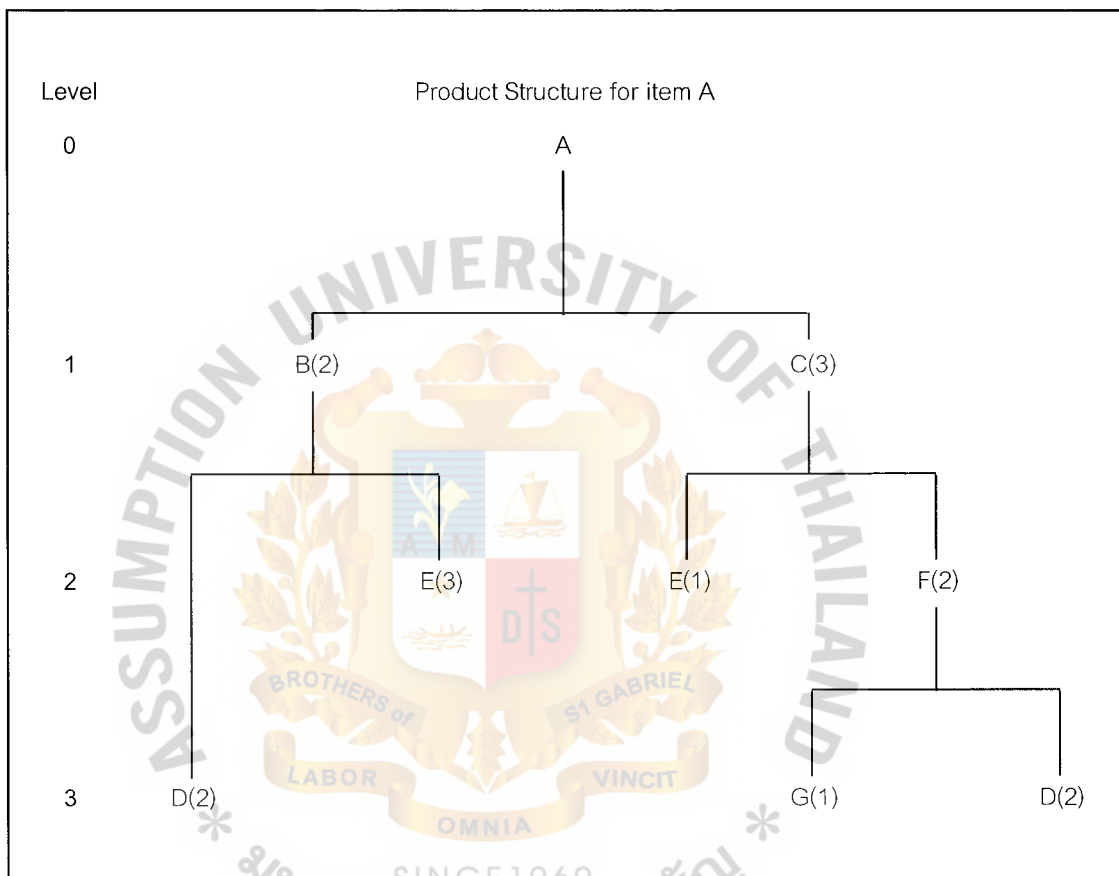 Level Product Structure for item A
0 A
1 B(2) C(3)
2 E(3) E(1) F(2)
3 D(2) G(1) D(2)
ASSUMPTION UNIVERSITY OF THAILAND
A M
D S
BROTHERS of S1 GABRIEL
LABOR VINCIT
OMNIA
SINCE1969